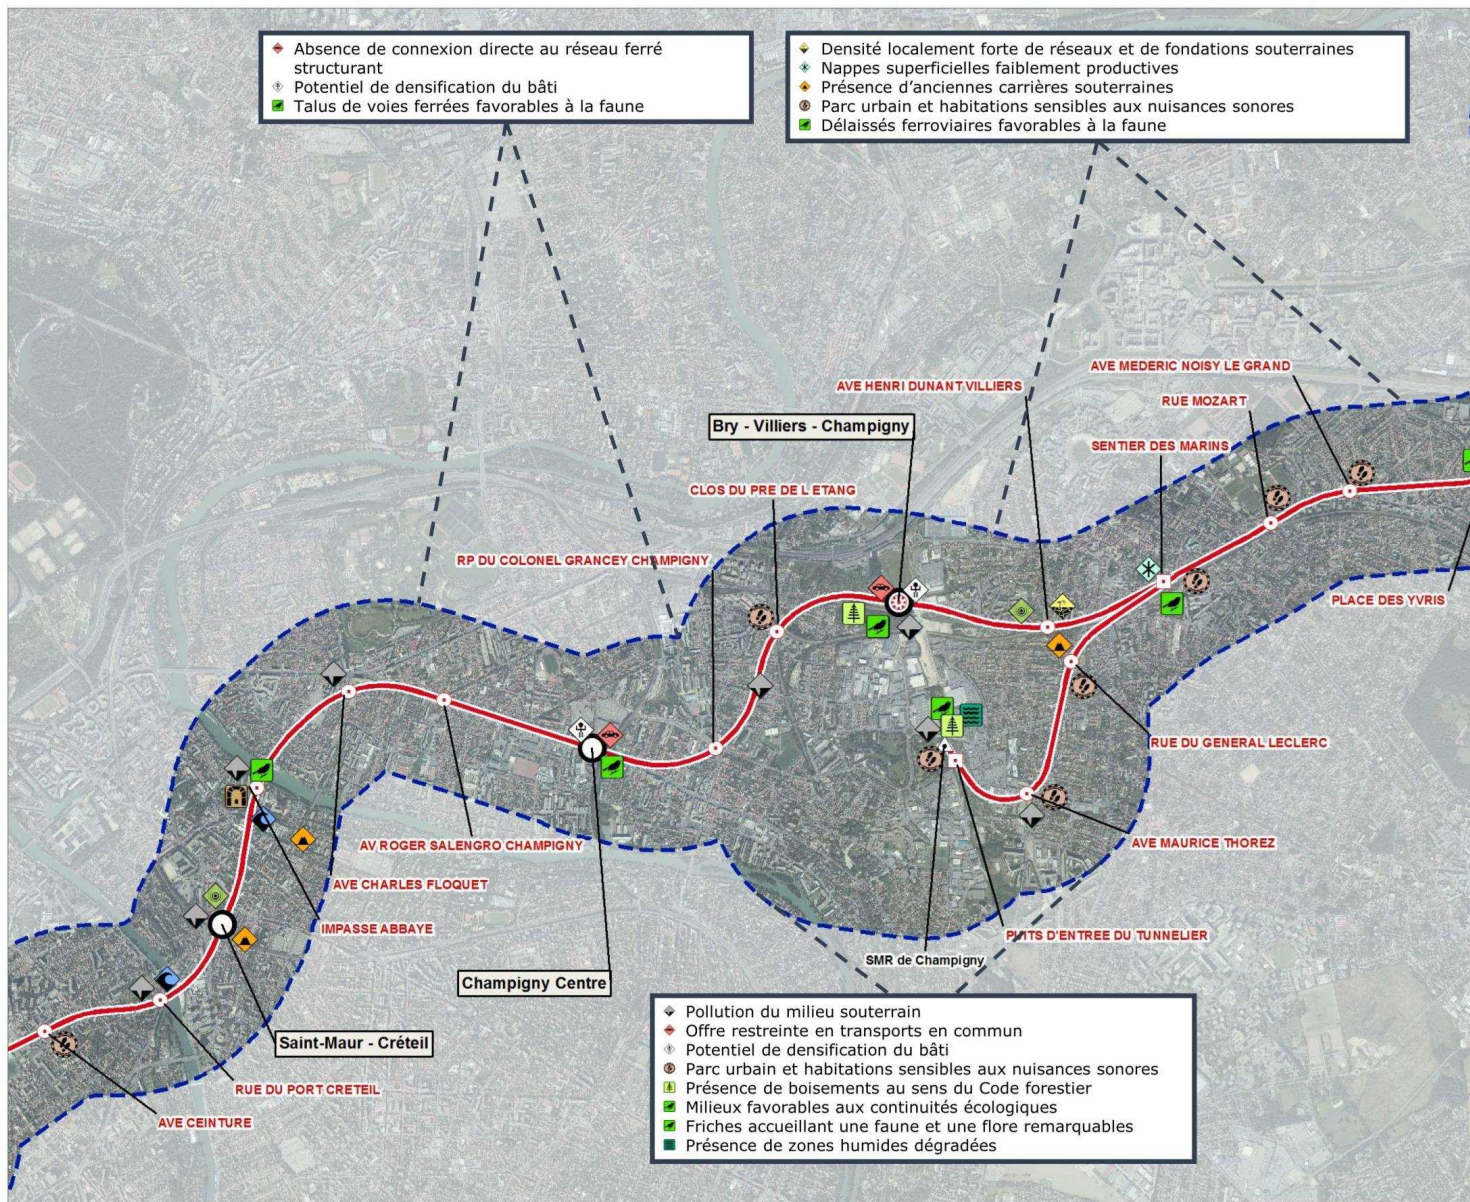 Absence de connexion directe au réseau ferré
structurant
Potentiel de densification du bâti
Talus de voies ferrées favorables à la faune
Densité localement forte de réseaux et de fondations souterraines
Nappes superficielles faiblement productives
Présence d'anciennes carrières souterraines
Parc urbain et habitations sensibles aux nuisances sonores
Délaissés ferroviaires favorables à la faune
AVE MEDERIC NOISY LE GRAND
AVE HENRI DUNANT VILLIERS
RUE MOZART
Bry - Villiers - Champigny
SENTIER DES MARINS
CLOS DU PRE DE L ETANG
RP DU COLONEL GRANCEY CHAMPIGNY
PLACE DES YVRIS
RUE DU GENERAL LECLERC
AV ROGER SALENGRO CHAMPIGNY
AVE MAURICE THOREZ
AVE CHARLES FLOQUET
IMPASSE ABBAYE
PUITS D'ENTREE DU TUNNELIER
SMR de Champigny
Champigny Centre
Saint-Maur - Créteil
RUE DU PORT CRETEIL
AVE CEINTURE
Pollution du milieu souterrain
Offre restreinte en transports en commun
Potentiel de densification du bâti
Parc urbain et habitations sensibles aux nuisances sonores
Présence de boisements au sens du Code forestier
Milieux favorables aux continuités écologiques
Friches accueillant une faune et une flore remarquables
Présence de zones humides dégradées